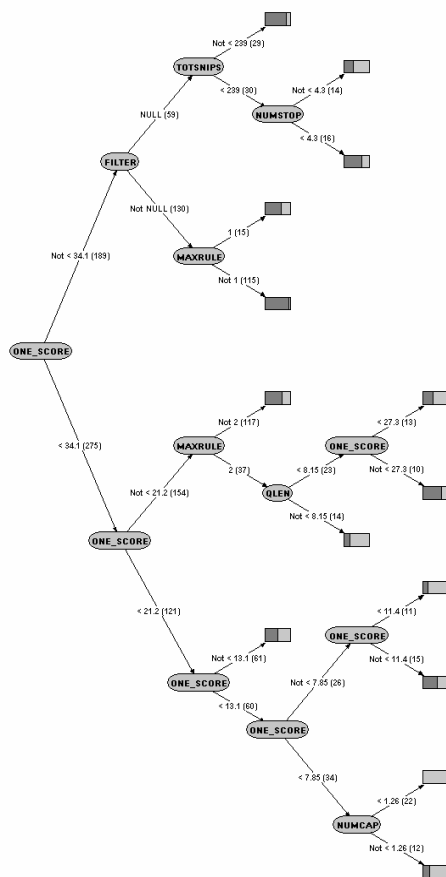 Not < 239 (29)
TOTSNIPS
< 239 (30)
Not < 4.3 (14)
NUMSTOP
NULL (59)
< 4.3 (16)
FILTER
Not NULL (130)
1 (15)
MAXRULE
Not < 34.1 (189)
Not 1 (115)
ONE_SCORE
< 34.1 (275)
Not 2 (117)
< 27.3 (13)
MAXRULE
ONE_SCORE
2 (37)
< 8.15 (23)
Not < 27.3 (10)
Not < 21.2 (154)
QLEN
Not < 8.15 (14)
ONE_SCORE
< 21.2 (121)
< 11.4 (11)
ONE_SCORE
Not < 13.1 (61)
Not < 11.4 (15)
ONE_SCORE
Not < 7.85 (26)
< 13.1 (60)
ONE_SCORE
< 7.85 (34)
< 1.26 (22)
NUMCAP
Not < 1.26 (12)